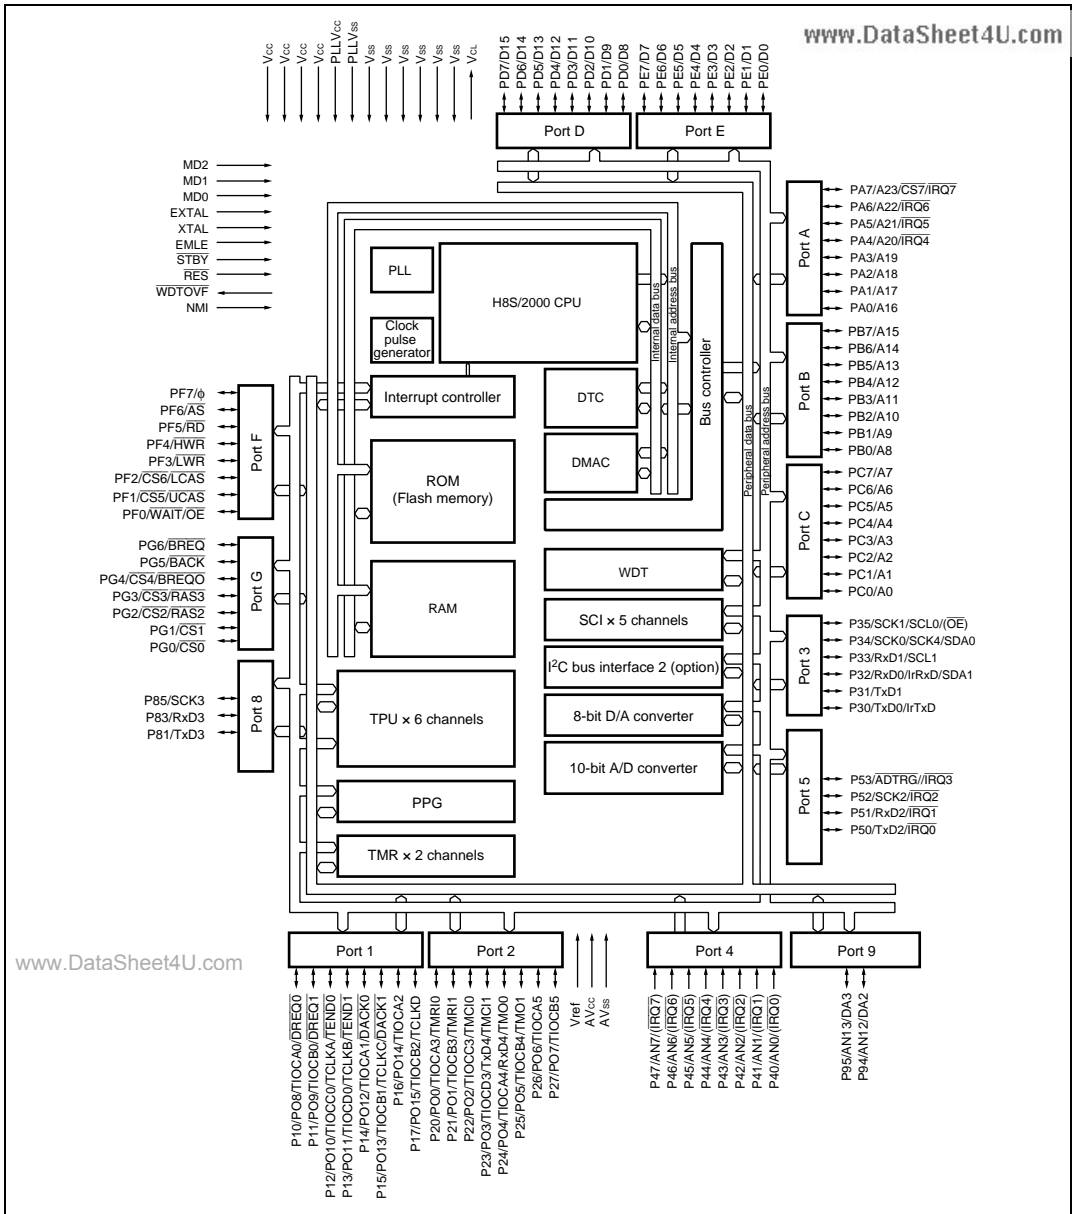 www.DataSheet4U.com
Vcc
Vcc
Vcc
Vcc
PLLVcc
PLLVss
Vss
Vss
Vss
Vss
Vss
Vss
VCL
PD7/D15
PD6/D14
PD5/D13
PD4/D12
PD3/D11
PD2/D10
PD1/D9
PD0/D8
PE7/D7
PE6/D6
PE5/D5
PE4/D4
PE3/D3
PE2/D2
PE1/D1
PE0/D0
Port D
Port E
MD2
MD1
MD0
EXTAL
XTAL
EMLE
STBY
RES
WDTOVF
NMI
PLL
H8S/2000 CPU
Clock
pulse
generator
Interrupt controller
ROM
(Flash memory)
RAM
TPU × 6 channels
PPG
TMR × 2 channels
DTC
DMAC
Internal data bus
Internal address bus
Bus controller
Peripheral data bus
Peripheral address bus
WDT
SCI × 5 channels
I²C bus interface 2 (option)
8-bit D/A converter
10-bit A/D converter
Port A
PA7/A23/CS7/IRQ7
PA6/A22/IRQ6
PA5/A21/IRQ5
PA4/A20/IRQ4
PA3/A19
PA2/A18
PA1/A17
PA0/A16
Port B
PB7/A15
PB6/A14
PB5/A13
PB4/A12
PB3/A11
PB2/A10
PB1/A9
PB0/A8
Port C
PC7/A7
PC6/A6
PC5/A5
PC4/A4
PC3/A3
PC2/A2
PC1/A1
PC0/A0
Port 3
P35/SCK1/SCL0/(OE)
P34/SCK0/SCK4/SDA0
P33/RxD1/SCL1
P32/RxD0/IrRxD/SDA1
P31/TxD1
P30/TxD0/IrTxD
Port 5
P53/ADTRG//IRQ3
P52/SCK2/IRQ2
P51/RxD2/IRQ1
P50/TxD2/IRQ0
PF7/ϕ
PF6/AS
PF5/RD
PF4/HWR
PF3/LWR
PF2/CS6/LCAS
PF1/CS5/UCAS
PF0/WAIT/OE
Port F
PG6/BREQ
PG5/BACK
PG4/CS4/BREQO
PG3/CS3/RAS3
PG2/CS2/RAS2
PG1/CS1
PG0/CS0
Port G
P85/SCK3
P83/RxD3
P81/TxD3
Port 8
Port 1
Port 2
Port 4
Port 9
www.DataSheet4U.com
P10/PO8/TIOCA0/DREQ0
P11/PO9/TIOCB0/DREQ1
P12/PO10/TIOCC0/TCLKA/TEND0
P13/PO11/TIOCD0/TCLKB/TEND1
P14/PO12/TIOCA1/DACK0
P15/PO13/TIOCB1/TCLKC/DACK1
P16/PO14/TIOCA2
P17/PO15/TIOCB2/TCLKD
P20/PO0/TIOCA3/TMRI0
P21/PO1/TIOCB3/TMRI1
P22/PO2/TIOCC3/TMCI0
P23/PO3/TIOCD3/TxD4/TMCI1
P24/PO4/TIOCA4/RxD4/TMO0
P25/PO5/TIOCB4/TMO1
P26/PO6/TIOCA5
P27/PO7/TIOCB5
Vref
AVcc
AVss
P47/AN7/(IRQ7)
P46/AN6/(IRQ6)
P45/AN5/(IRQ5)
P44/AN4/(IRQ4)
P43/AN3/(IRQ3)
P42/AN2/(IRQ2)
P41/AN1/(IRQ1)
P40/AN0/(IRQ0)
P95/AN13/DA3
P94/AN12/DA2